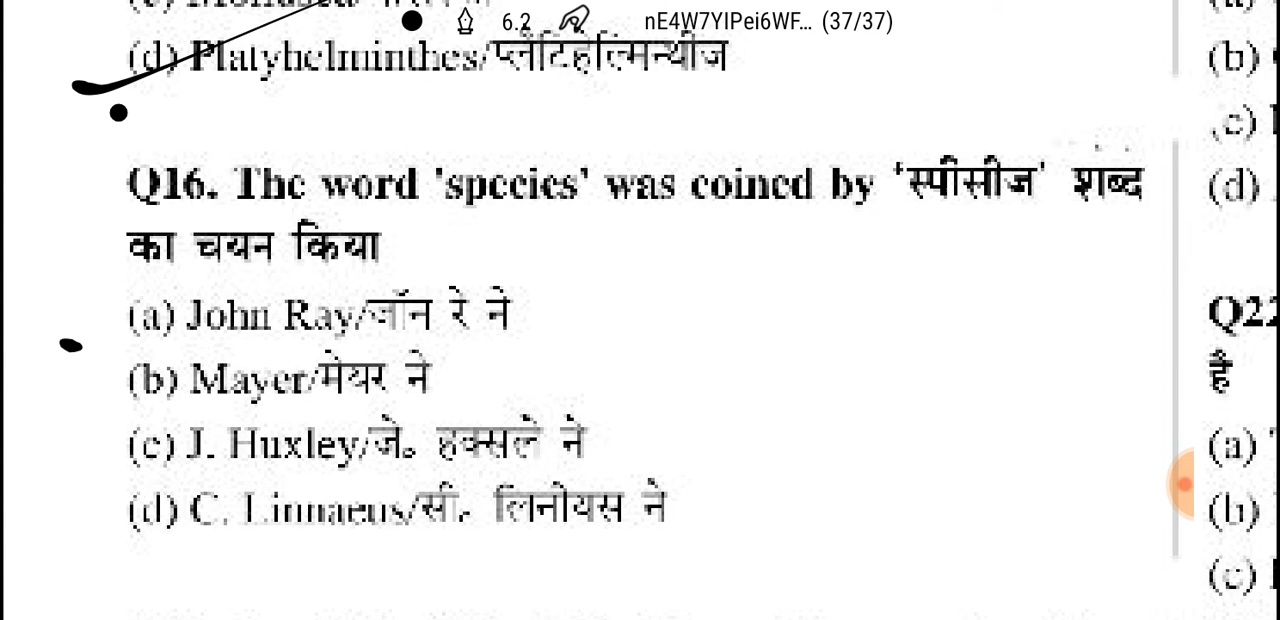 6.2 nE4W7YIPei6WF... (37/37)
(d) Platyhelminthes/प्लैटिहेल्मिन्थीज
Q16. The word 'species' was coined by 'स्पीसीज' शब्द
का चयन किया
(a) John Ray/जॉन रे ने
(b) Mayer/मेयर ने
(c) J. Huxley/जे. हक्सले ने
(d) C. Linnaeus/सी. लिनीयस ने
(b)
(c)
(d)
Q22
(a)
(b)
(c)